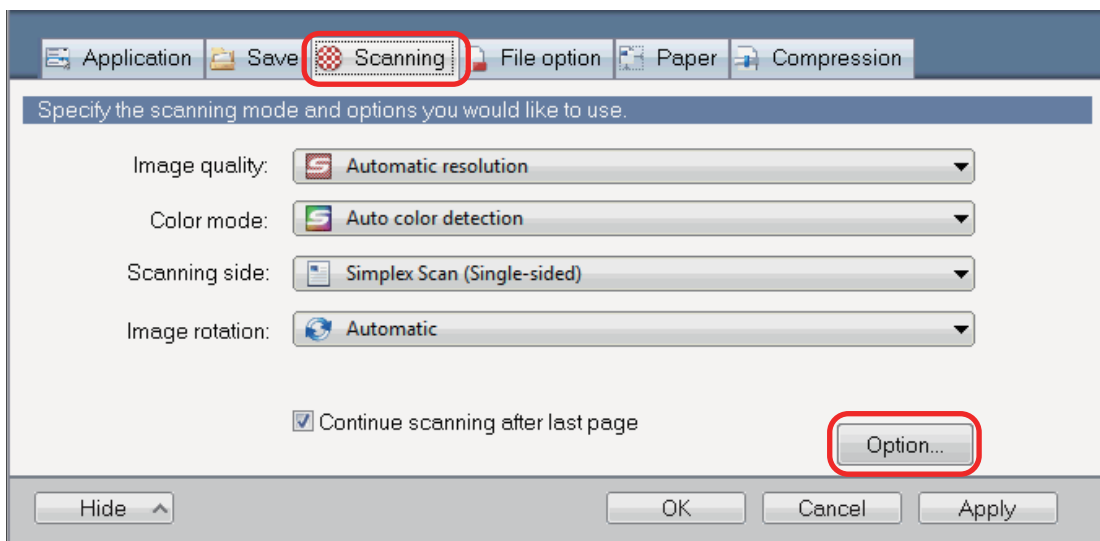 Application Save Scanning File option Paper Compression
Specify the scanning mode and options you would like to use.
Image quality: Automatic resolution
Color mode: Auto color detection
Scanning side: Simplex Scan (Single-sided)
Image rotation: Automatic
Continue scanning after last page
Option...
Hide OK Cancel Apply